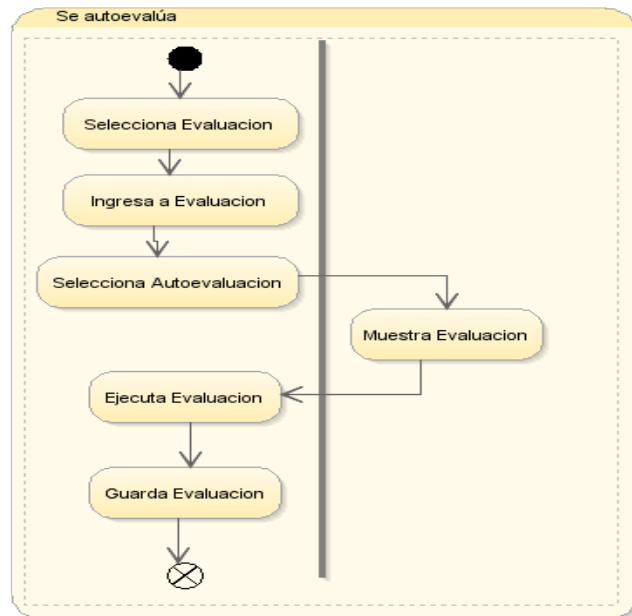 Se autoevalúa
Selecciona Evaluacion
Ingresa a Evaluacion
Selecciona Autoevaluacion
Muestra Evaluacion
Ejecuta Evaluacion
Guarda Evaluacion